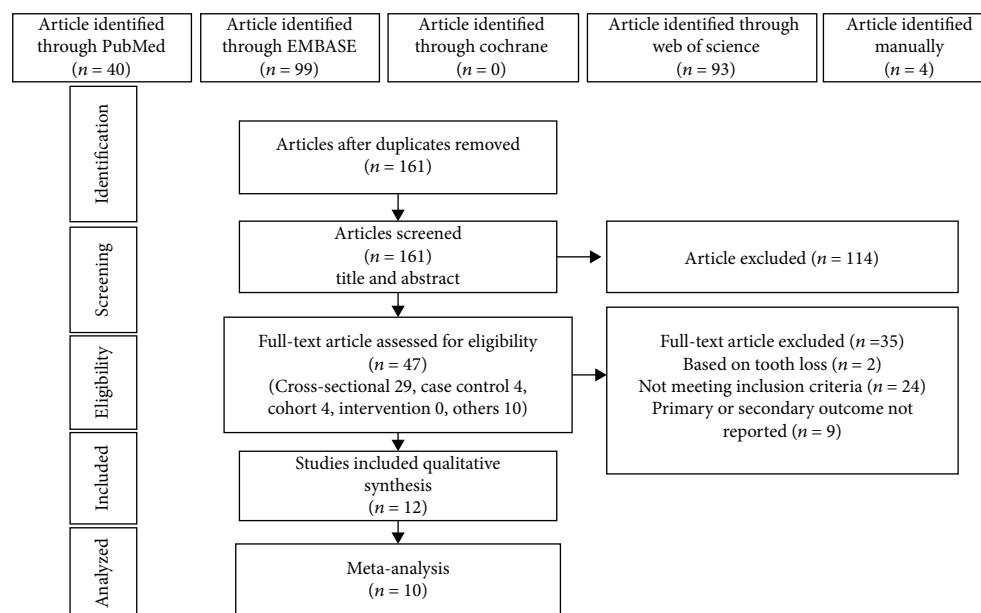 Article identified
through PubMed
(n = 40)
Article identified
through EMBASE
(n = 99)
Article identified
through cochrane
(n = 0)
Article identified through
web of science
(n = 93)
Article identified
manually
(n = 4)
Identification
Articles after duplicates removed
(n = 161)
Screening
Articles screened
(n = 161)
title and abstract
Article excluded (n = 114)
Eligibility
Full-text article assessed for eligibility
(n = 47)
(Cross-sectional 29, case control 4,
cohort 4, intervention 0, others 10)
Full-text article excluded (n =35)
Based on tooth loss (n = 2)
Not meeting inclusion criteria (n = 24)
Primary or secondary outcome not
reported (n = 9)
Included
Studies included qualitative
synthesis
(n = 12)
Analyzed
Meta-analysis
(n = 10)